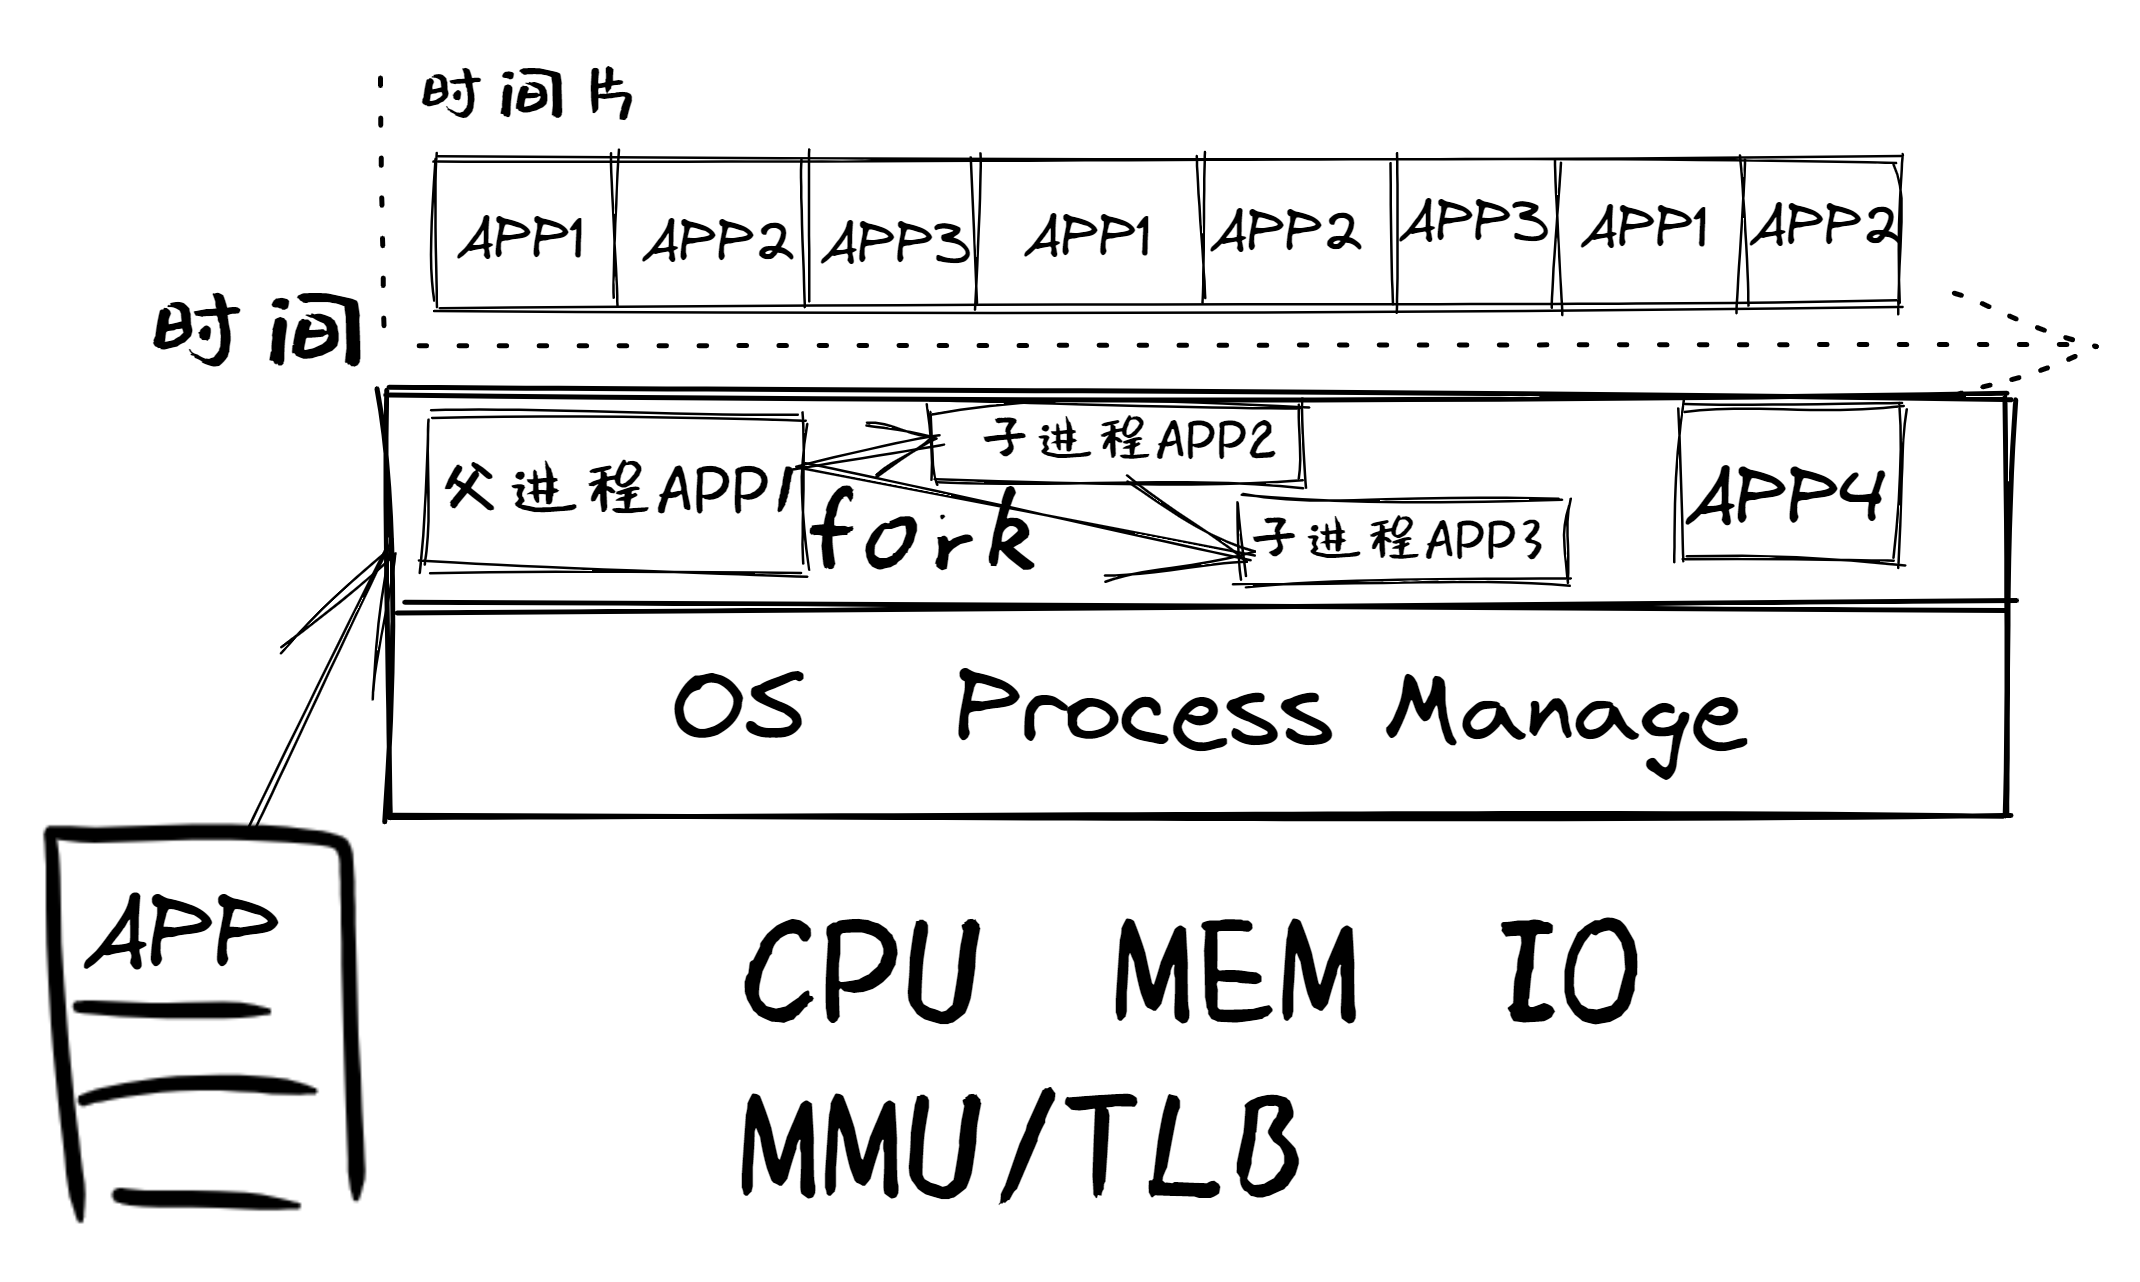 时间片
APP1 APP2 APP3 APP1 APP2 APP3 APP1 APP2
时间
父进程APP1 子进程APP2 APP4
fork 子进程APP3
OS Process Manage
APP
CPU MEM IO
MMU/TLB